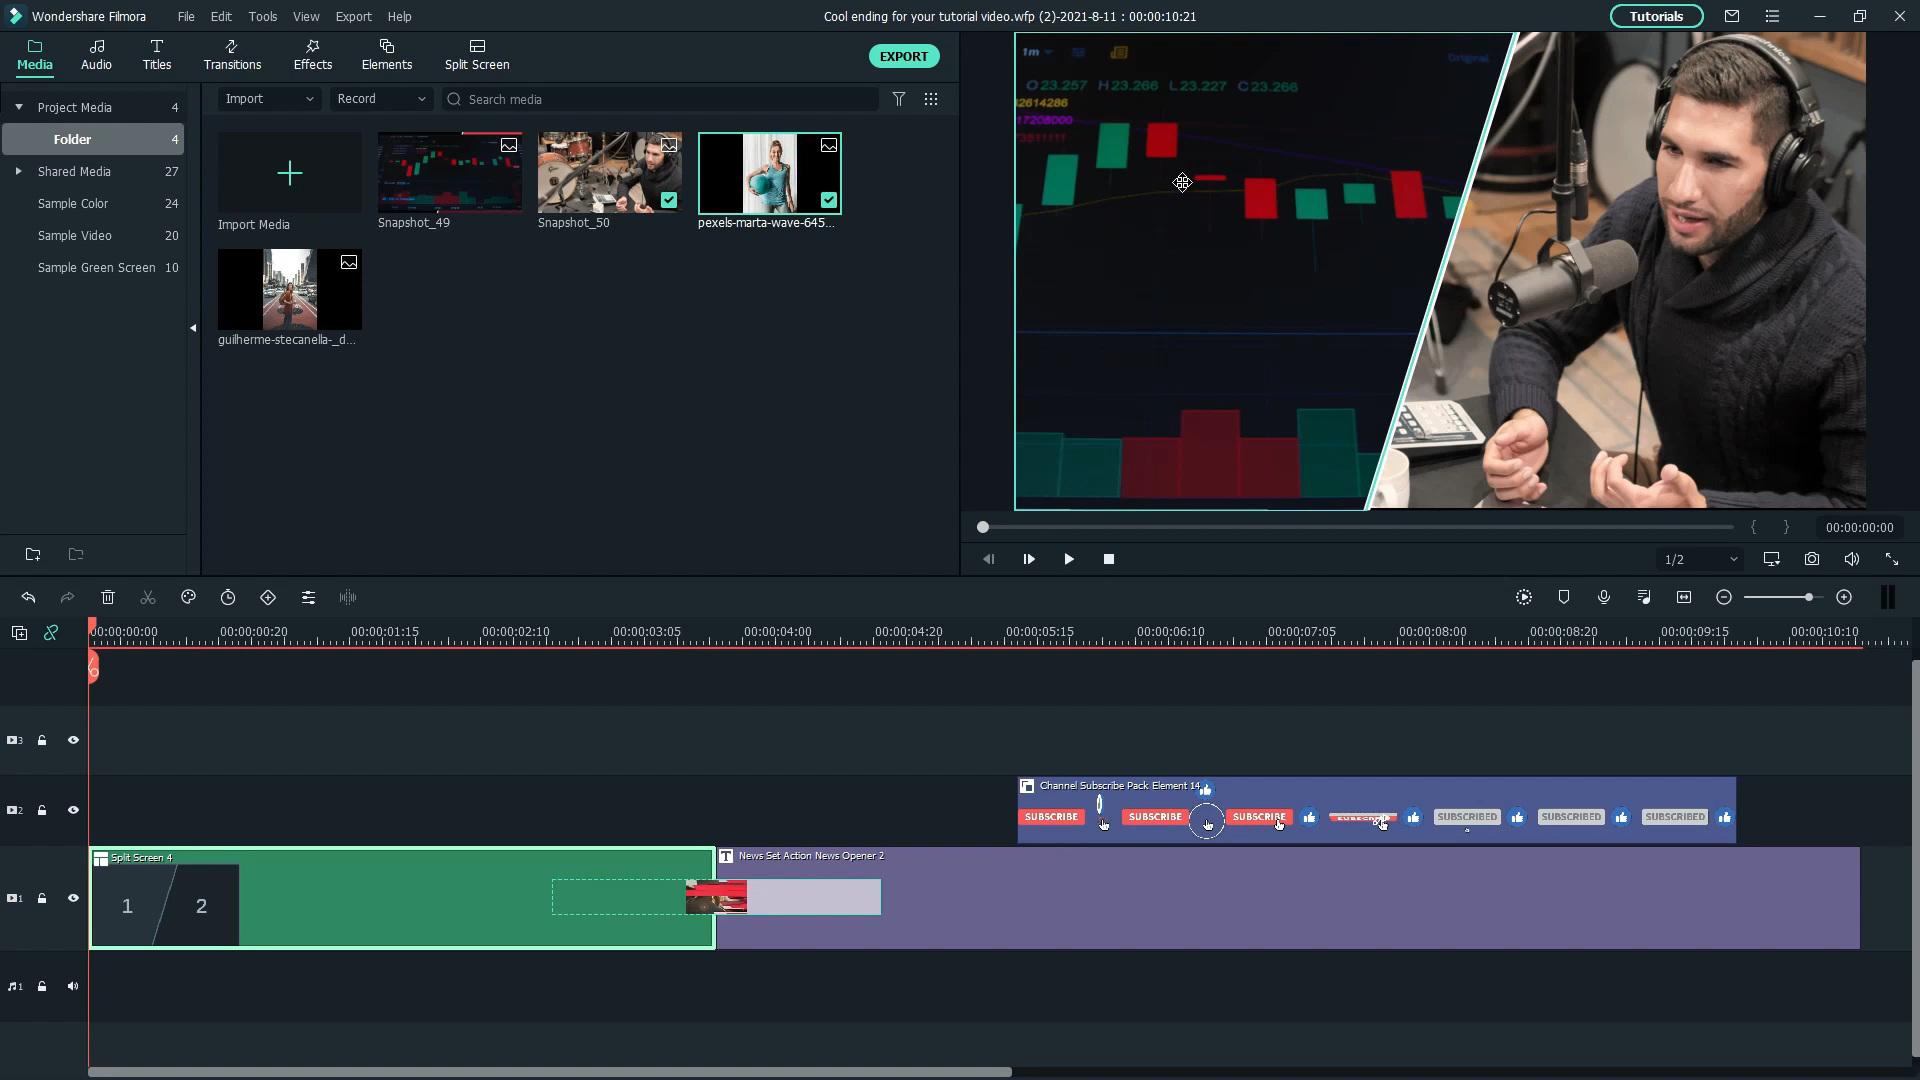 Wondershare Filmora
File
Edit
Tools
View
Export
Help
Cool ending for your tutorial video.wfp (2)-2021-8-11 : 00:00:10:21
Tutorials
Media
Audio
Titles
Transitions
Effects
Elements
Split Screen
EXPORT
Project Media 4
Folder 4
Shared Media 27
Sample Color 24
Sample Video 20
Sample Green Screen 10
Import
Record
Search media
Import Media
Snapshot_49
Snapshot_50
pexels-marta-wave-645...
guilherme-stecanella-_d...
1m
Original
O23.257 H23.266 L23.227 C23.266
32614286
17208000
{ }
00:00:00:00
1/2
00:00:00:00
00:00:00:20
00:00:01:15
00:00:02:10
00:00:03:05
00:00:04:00
00:00:04:20
00:00:05:15
00:00:06:10
00:00:07:05
00:00:08:00
00:00:08:20
00:00:09:15
00:00:10:10
3
2
Channel Subscribe Pack Element 14
SUBSCRIBE
SUBSCRIBE
SUBSCRIBE
SUBSCRIBED
SUBSCRIBED
SUBSCRIBED
1
Split Screen 4
1
2
T News Set Action News Opener 2
1